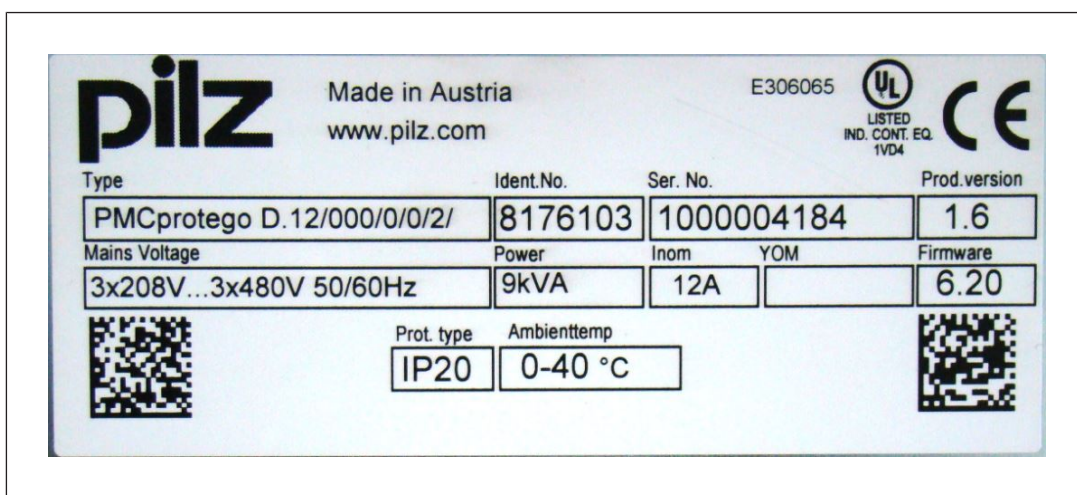 pilz
Made in Austria
www.pilz.com
E306065
UL
LISTED
IND. CONT. EQ.
1VD4
CE
Type
Ident.No.
Ser. No.
Prod.version
PMCprotego D.12/000/0/0/2/
8176103
1000004184
1.6
Mains Voltage
Power
Inom
YOM
Firmware
3x208V...3x480V 50/60Hz
9kVA
12A
6.20
Prot. type
Ambienttemp
IP20
0-40 °C